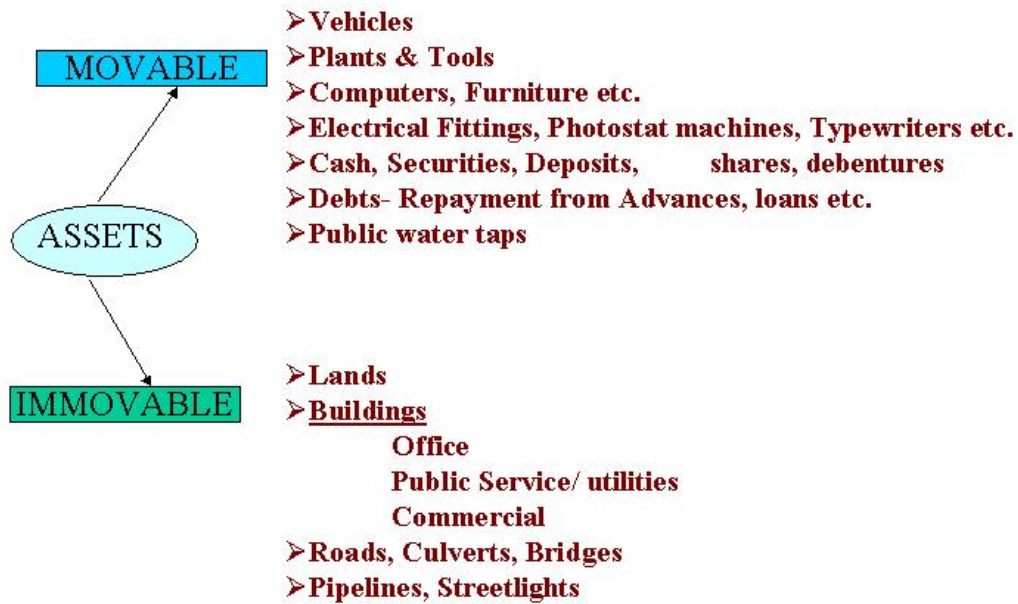 MOVABLE
➢Vehicles
➢Plants & Tools
➢Computers, Furniture etc.
➢Electrical Fittings, Photostat machines, Typewriters etc.
➢Cash, Securities, Deposits, shares, debentures
➢Debts- Repayment from Advances, loans etc.
➢Public water taps
ASSETS
IMMOVABLE
➢Lands
➢Buildings
Office
Public Service/ utilities
Commercial
➢Roads, Culverts, Bridges
➢Pipelines, Streetlights